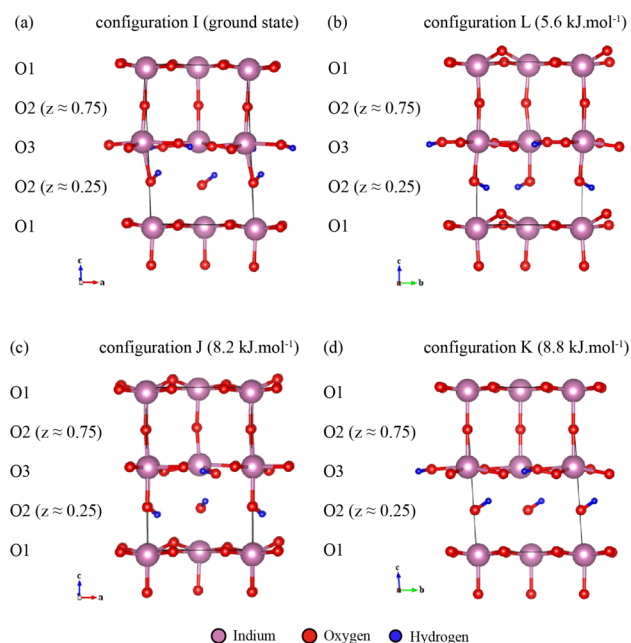 (a) configuration I (ground state)
O1
O2 (z ≈ 0.75)
O3
O2 (z ≈ 0.25)
O1
c
a
(b) configuration L (5.6 kJ.mol⁻¹)
O1
O2 (z ≈ 0.75)
O3
O2 (z ≈ 0.25)
O1
c
b
(c) configuration J (8.2 kJ.mol⁻¹)
O1
O2 (z ≈ 0.75)
O3
O2 (z ≈ 0.25)
O1
c
a
(d) configuration K (8.8 kJ.mol⁻¹)
O1
O2 (z ≈ 0.75)
O3
O2 (z ≈ 0.25)
O1
c
b
Indium Oxygen Hydrogen